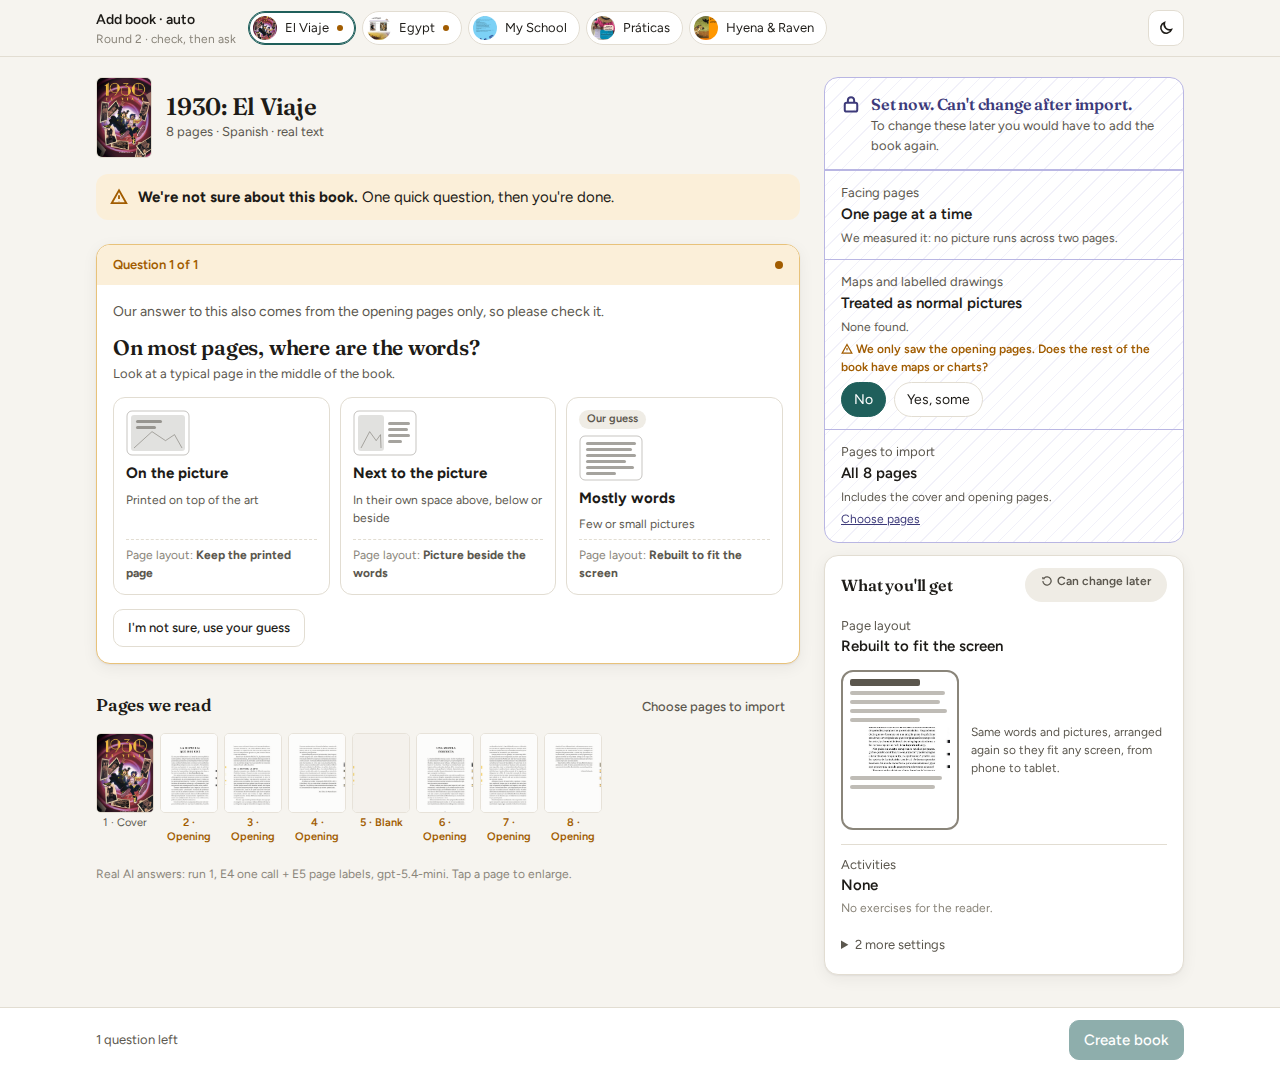 Add book · auto
Round 2 · check, then ask
El Viaje
Egypt
My School
Práticas
Hyena & Raven
1930: El Viaje
8 pages · Spanish · real text
We're not sure about this book. One quick question, then you're done.
Question 1 of 1
Our answer to this also comes from the opening pages only, so please check it.
On most pages, where are the words?
Look at a typical page in the middle of the book.
On the picture
Printed on top of the art
Page layout: Keep the printed
page
Next to the picture
In their own space above, below or
beside
Page layout: Picture beside the
words
Our guess
Mostly words
Few or small pictures
Page layout: Rebuilt to fit the
screen
I'm not sure, use your guess
Pages we read
Choose pages to import
1930
1 · Cover
2 ·
Opening
3 ·
Opening
4 ·
Opening
5 · Blank
6 ·
Opening
7 ·
Opening
8 ·
Opening
Real AI answers: run 1, E4 one call + E5 page labels, gpt-5.4-mini. Tap a page to enlarge.
Set now. Can't change after import.
To change these later you would have to add the
book again.
Facing pages
One page at a time
We measured it: no picture runs across two pages.
Maps and labelled drawings
Treated as normal pictures
None found.
We only saw the opening pages. Does the rest of the
book have maps or charts?
No
Yes, some
Pages to import
All 8 pages
Includes the cover and opening pages.
Choose pages
What you'll get
Can change later
Page layout
Rebuilt to fit the screen
Same words and pictures, arranged
again so they fit any screen, from
phone to tablet.
Activities
None
No exercises for the reader.
2 more settings
1 question left
Create book